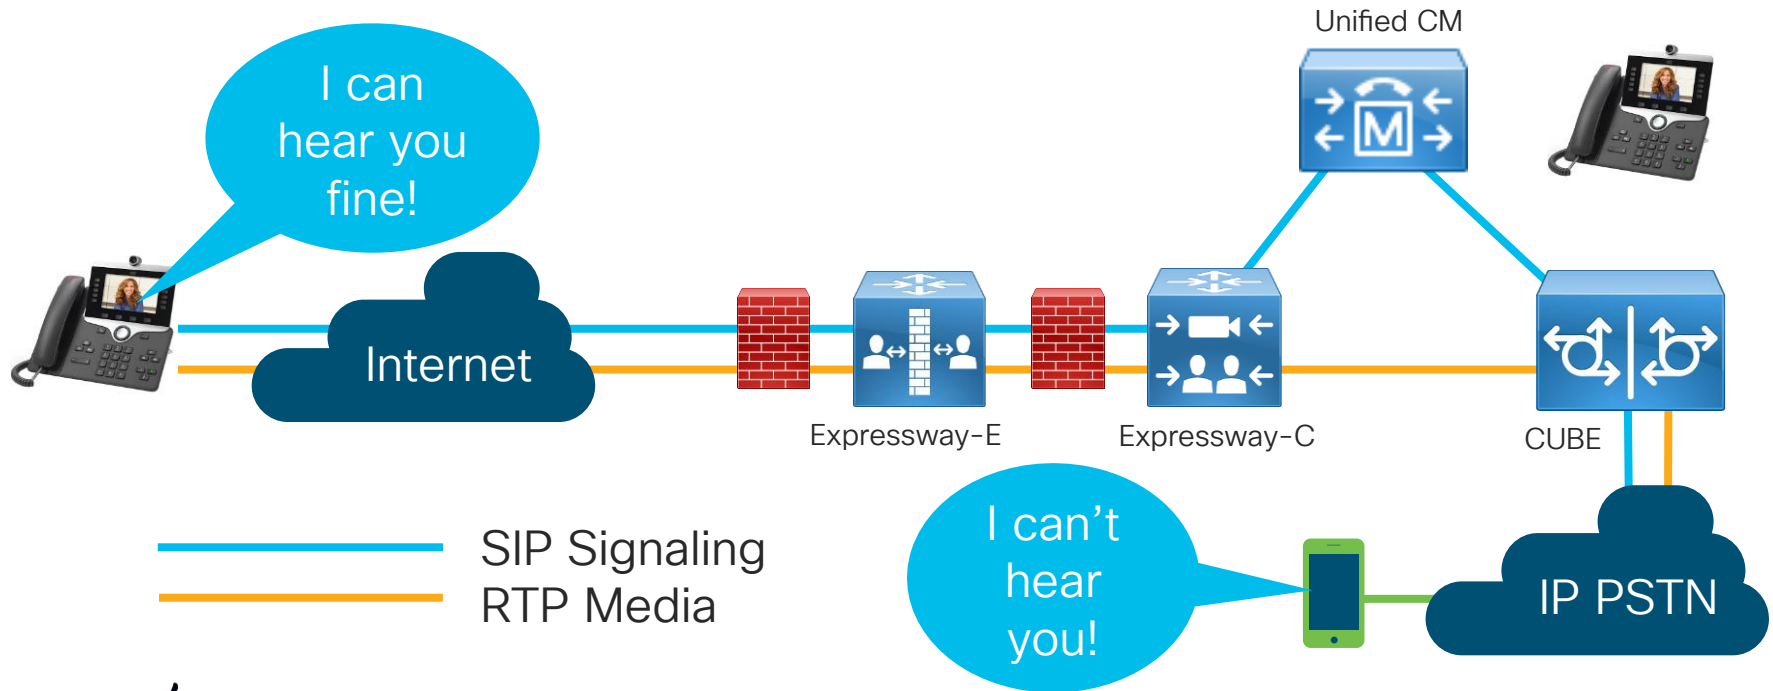 Unified CM
I can
hear you
fine!
M
Internet
Expressway-E
Expressway-C
CUBE
I can't
hear
you!
SIP Signaling
RTP Media
IP PSTN